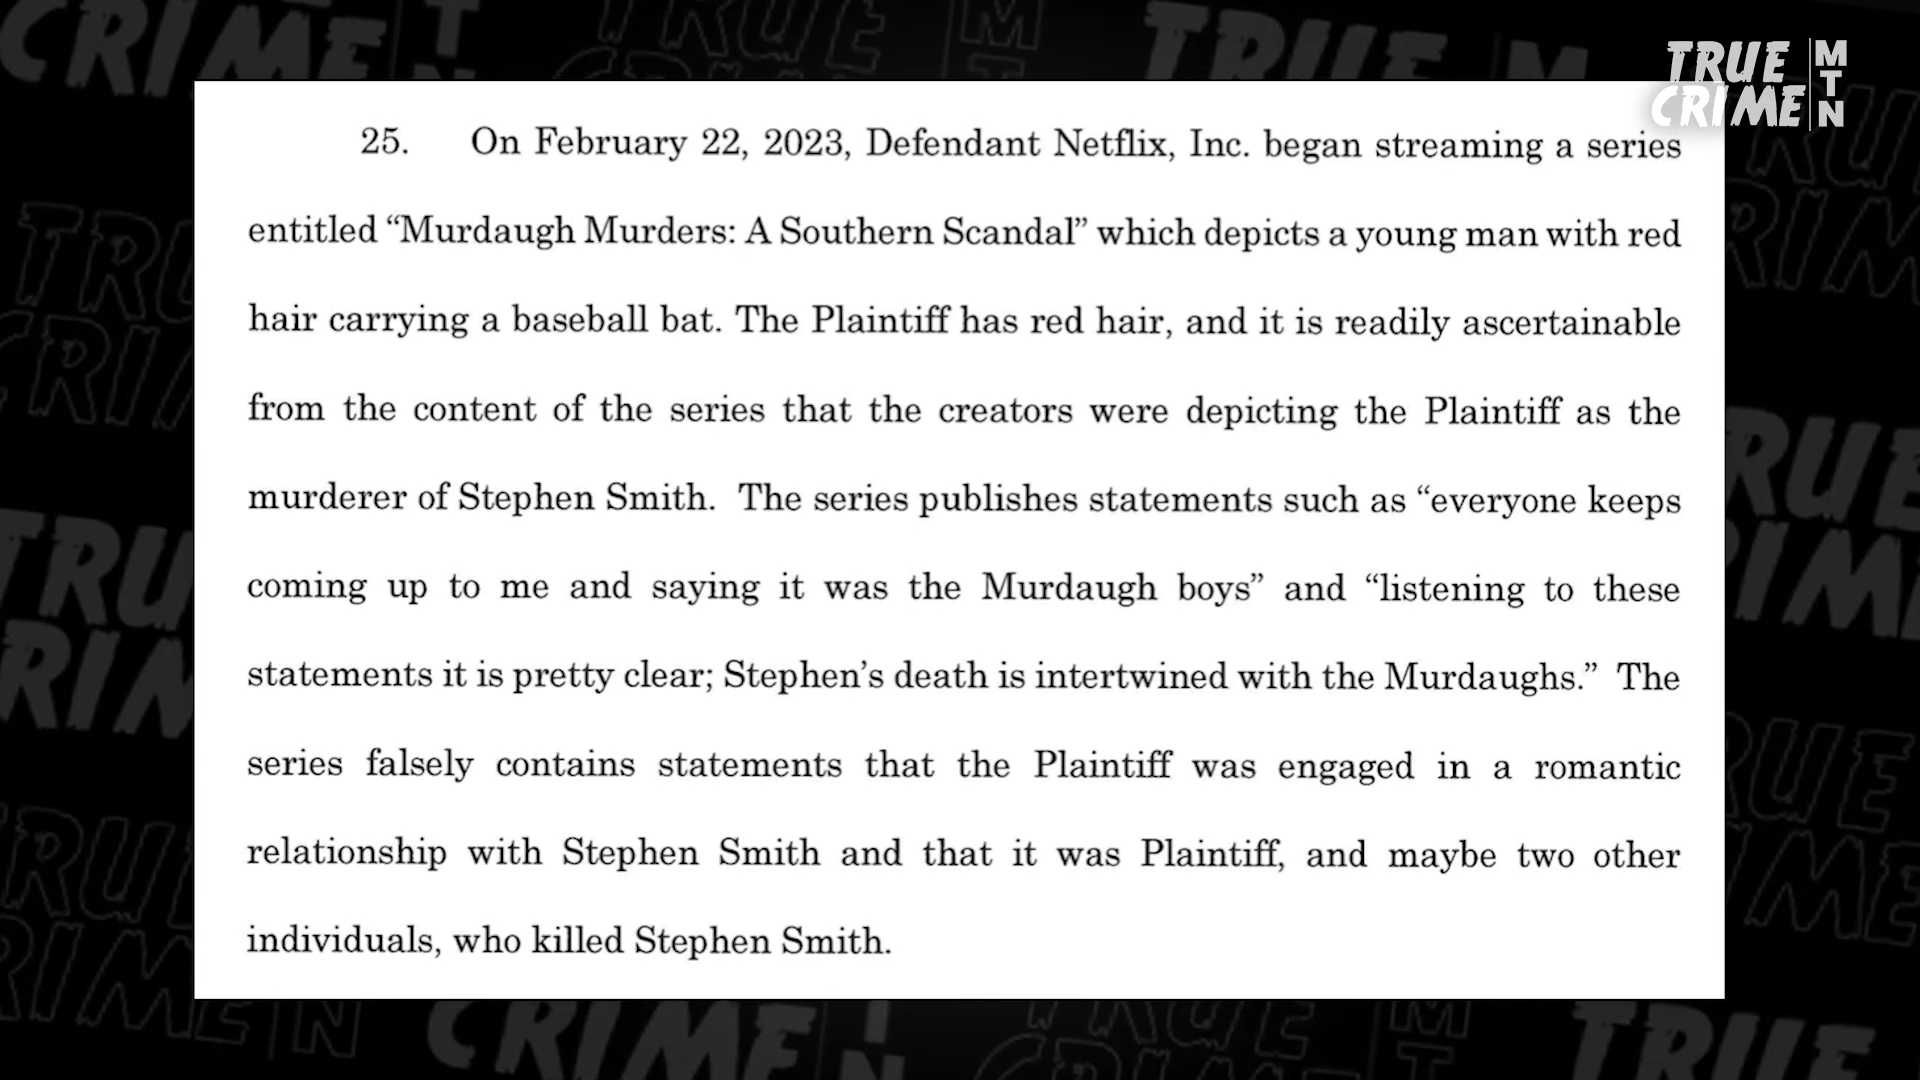 TRUE CRIME | MTN
25. On February 22, 2023, Defendant Netflix, Inc. began streaming a series
entitled “Murdaugh Murders: A Southern Scandal” which depicts a young man with red
hair carrying a baseball bat. The Plaintiff has red hair, and it is readily ascertainable
from the content of the series that the creators were depicting the Plaintiff as the
murderer of Stephen Smith.  The series publishes statements such as “everyone keeps
coming up to me and saying it was the Murdaugh boys” and “listening to these
statements it is pretty clear; Stephen’s death is intertwined with the Murdaughs.”  The
series falsely contains statements that the Plaintiff was engaged in a romantic
relationship with Stephen Smith and that it was Plaintiff, and maybe two other
individuals, who killed Stephen Smith.